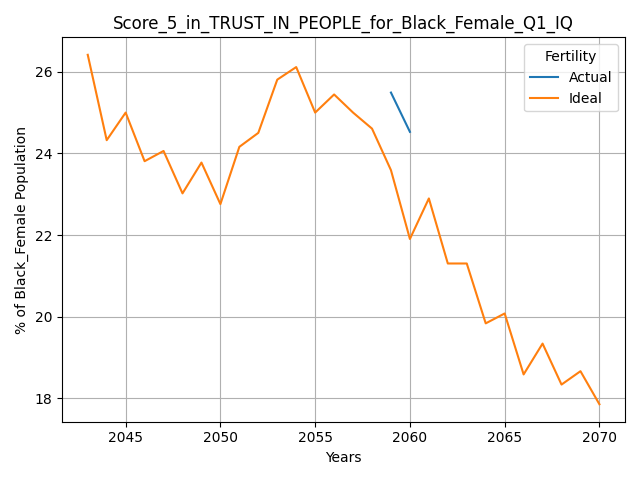 Score_5_in_TRUST_IN_PEOPLE_for_Black_Female_Q1_IQ
Fertility
Actual
Ideal
% of Black_Female Population
26
24
22
20
18
2045 2050 2055 2060 2065 2070
Years